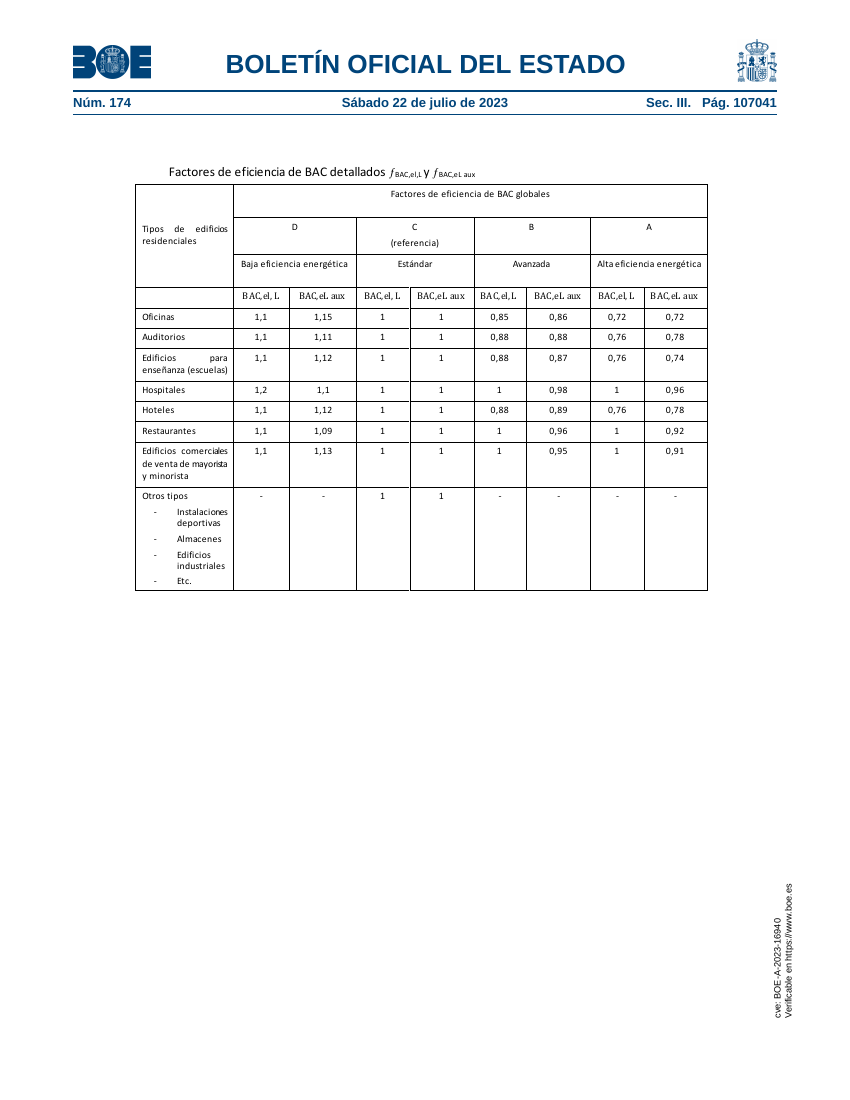 BOE
BOLETÍN OFICIAL DEL ESTADO
Núm. 174 Sábado 22 de julio de 2023 Sec. III. Pág. 107041
Factores de eficiencia de BAC detallados fBAC,el,L y fBAC,eL aux
Factores de eficiencia de BAC globales
Tipos de edificios
residenciales
D C B A
(referencia)
Baja eficiencia energética Estándar Avanzada Alta eficiencia energética
BAC,el, L BAC,eL aux BAC,el, L BAC,eL aux BAC,el,L BAC,eL aux BAC,el, L BAC,eL aux
Oficinas 1,1 1,15 1 1 0,85 0,86 0,72 0,72
Auditorios 1,1 1,11 1 1 0,88 0,88 0,76 0,78
Edificios para 1,1 1,12 1 1 0,88 0,87 0,76 0,74
enseñanza (escuelas)
Hospitales 1,2 1,1 1 1 1 0,98 1 0,96
Hoteles 1,1 1,12 1 1 0,88 0,89 0,76 0,78
Restaurantes 1,1 1,09 1 1 1 0,96 1 0,92
Edificios comerciales 1,1 1,13 1 1 1 0,95 1 0,91
de venta de mayorista
y minorista
Otros tipos - - 1 1 - - - -
- Instalaciones
deportivas
- Almacenes
- Edificios
industriales
- Etc.
cve: BOE-A-2023-16940
Verificable en https://www.boe.es